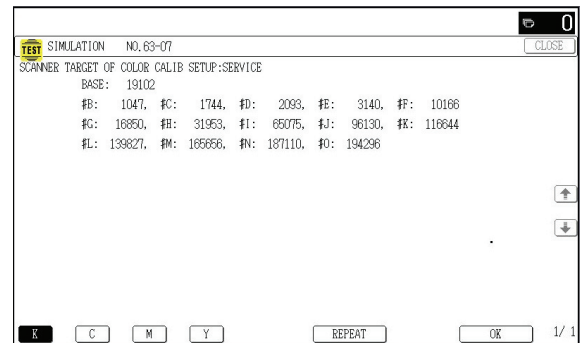 0
TEST SIMULATION NO.63-07 CLOSE
SCANNER TARGET OF COLOR CALIB SETUP:SERVICE
BASE: 19102
#B: 1047, #C: 1744, #D: 2093, #E: 3140, #F: 10166
#G: 16850, #H: 31953, #I: 65075, #J: 96130, #K: 116644
#L: 139827, #M: 165656, #N: 187110, #O: 194296
K C M Y REPEAT OK 1/ 1